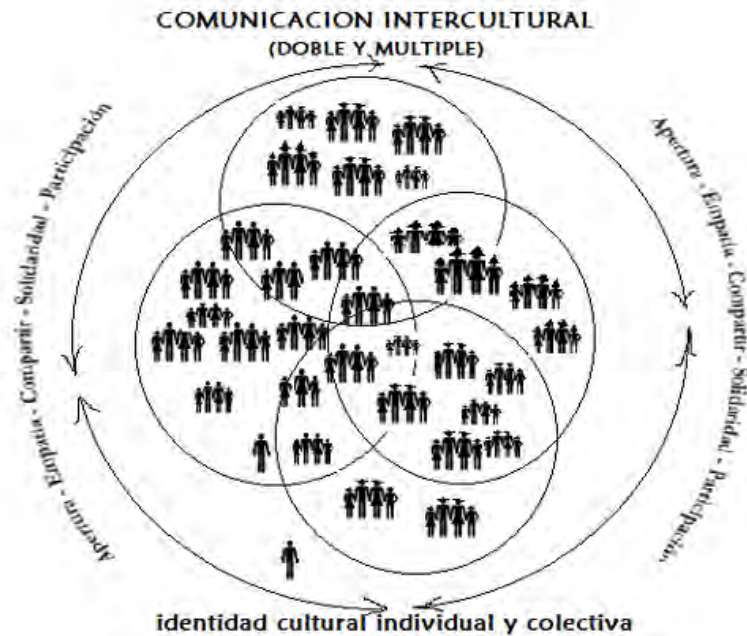 COMUNICACION INTERCULTURAL
(DOBLE Y MULTIPLE)
Apertura - Empatía - Compartir - Solidaridad - Participación
Apertura - Empatía - Compartir - Solidaridad - Participación
identidad cultural individual y colectiva